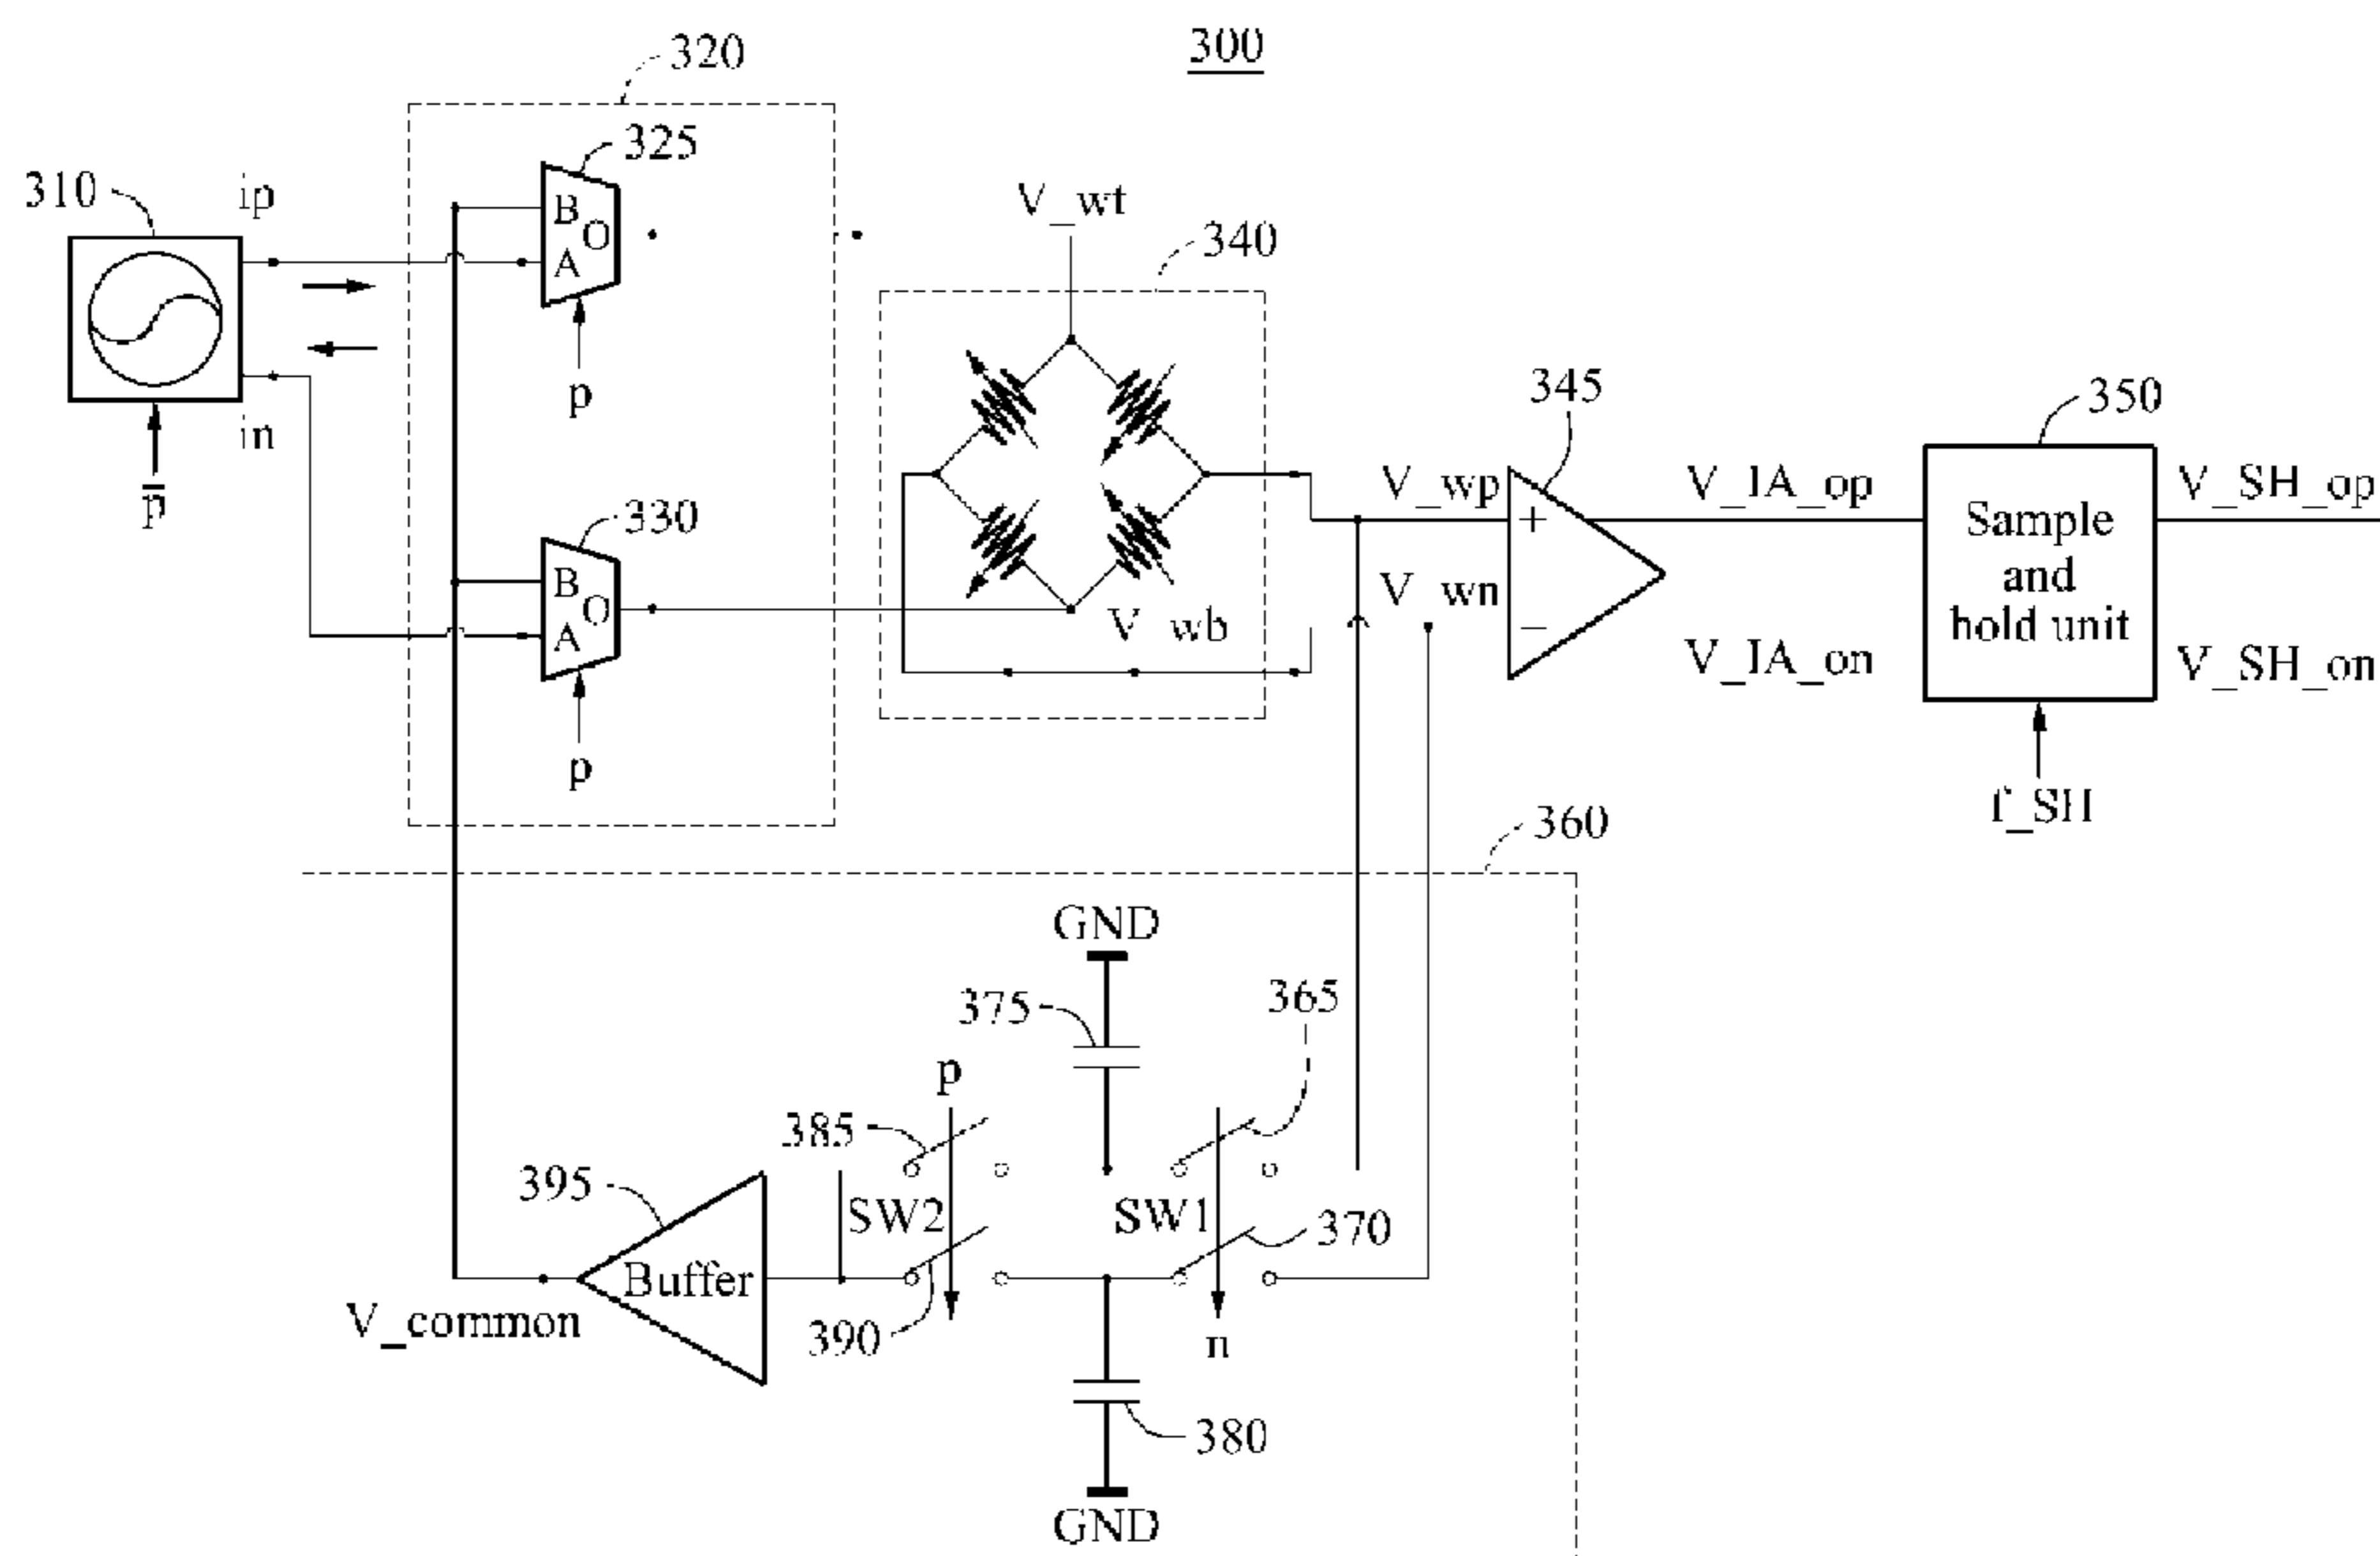 300
320
325
310
ip
B
O
A
V_wt
340
p
in
p̄
330
B
O
A
p
V_wb
345
V_wp
+
V_wn
−
V_IA_op
V_IA_on
350
Sample
and
hold unit
V_SH_op
V_SH_on
f_SH
360
GND
375
365
p
385
395
SW2
SW1
370
Buffer
V_common
390
n
380
GND